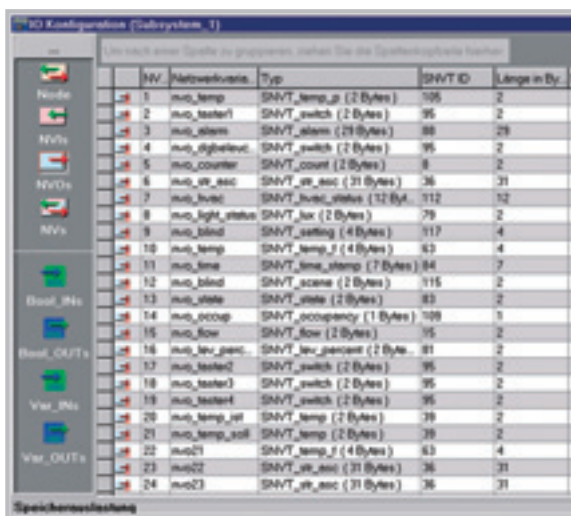 IO Konfiguration (Subsystem_1)
Um nach einer Spalte zu gruppieren, ziehen Sie die Spaltenkopfzeile hierher
Node
NVIs
NVOs
NVs
Bool_INs
Bool_OUTs
Var_INs
Var_OUTs
NV... Netzwerkvaria... Typ SNVT ID Länge in By...
1 nvo_temp SNVT_temp_p (2 Bytes) 105 2
2 nvo_taster1 SNVT_switch (2 Bytes) 95 2
3 nvo_alarm SNVT_alarm (29 Bytes) 88 29
4 nvo_digbeleuc... SNVT_switch (2 Bytes) 95 2
5 nvo_counter SNVT_count (2 Bytes) 8 2
6 nvo_str_asc SNVT_str_asc (31 Bytes) 36 31
7 nvo_hvac SNVT_hvac_status (12 Byt... 112 12
8 nvo_light_status SNVT_lux (2 Bytes) 79 2
9 nvo_blind SNVT_setting (4 Bytes) 117 4
10 nvo_temp SNVT_temp_f (4 Bytes) 63 4
11 nvo_time SNVT_time_stamp (7 Bytes) 84 7
12 nvo_blind SNVT_scene (2 Bytes) 115 2
13 nvo_state SNVT_state (2 Bytes) 83 2
14 nvo_occup SNVT_occupancy (1 Bytes) 109 1
15 nvo_flow SNVT_flow (2 Bytes) 15 2
16 nvo_lev_perc... SNVT_lev_percent (2 Byte... 81 2
17 nvo_taster2 SNVT_switch (2 Bytes) 95 2
18 nvo_taster3 SNVT_switch (2 Bytes) 95 2
19 nvo_taster4 SNVT_switch (2 Bytes) 95 2
20 nvo_temp_ist SNVT_temp (2 Bytes) 39 2
21 nvo_temp_soll SNVT_temp (2 Bytes) 39 2
22 nvo21 SNVT_temp_f (4 Bytes) 63 4
23 nvo22 SNVT_str_asc (31 Bytes) 36 31
24 nvo23 SNVT_str_asc (31 Bytes) 36 31
Speicherauslastung